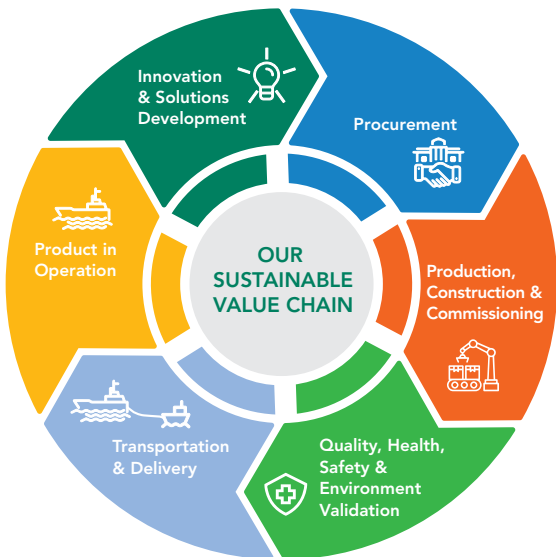 Innovation
& Solutions
Development
Procurement
Production,
Construction &
Commissioning
Quality, Health,
Safety &
Environment
Validation
Transportation
& Delivery
Product in
Operation
OUR
SUSTAINABLE
VALUE CHAIN